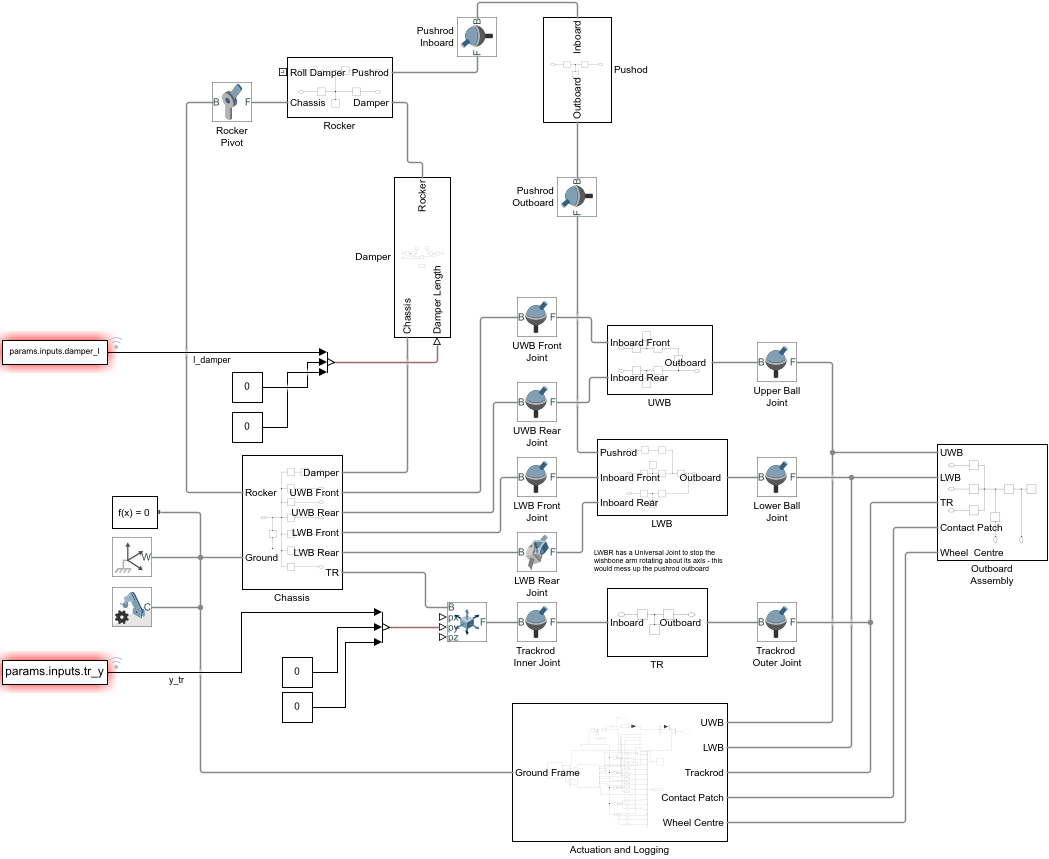 Pushrod
Inboard
B
F
Inboard
Outboard
Pushod
Roll Damper
Pushrod
Chassis
Damper
Rocker
B
F
Rocker
Pivot
Rocker
Chassis
Damper Length
Damper
Pushrod
Outboard
B
F
params.inputs.damper_l
l_damper
0
0
B
F
UWB Front
Joint
Inboard Front
Outboard
Inboard Rear
UWB
B
F
Upper Ball
Joint
B
F
UWB Rear
Joint
Damper
Rocker
UWB Front
UWB Rear
LWB Front
Ground
LWB Rear
TR
Chassis
B
F
LWB Front
Joint
Pushrod
Inboard Front
Outboard
Inboard Rear
LWB
B
F
Lower Ball
Joint
UWB
LWB
TR
Contact Patch
Wheel Centre
Outboard
Assembly
f(x) = 0
W
C
LWB Rear
Joint
LWBR has a Universal Joint to stop the
wishbone arm rotating about its axis - this
would mess up the pushrod outboard
B
F
B
px
py
pz
F
B
F
Trackrod
Inner Joint
Inboard
Outboard
TR
B
F
Trackrod
Outer Joint
params.inputs.tr_y
y_tr
0
0
Ground Frame
UWB
LWB
Trackrod
Contact Patch
Wheel Centre
Actuation and Logging